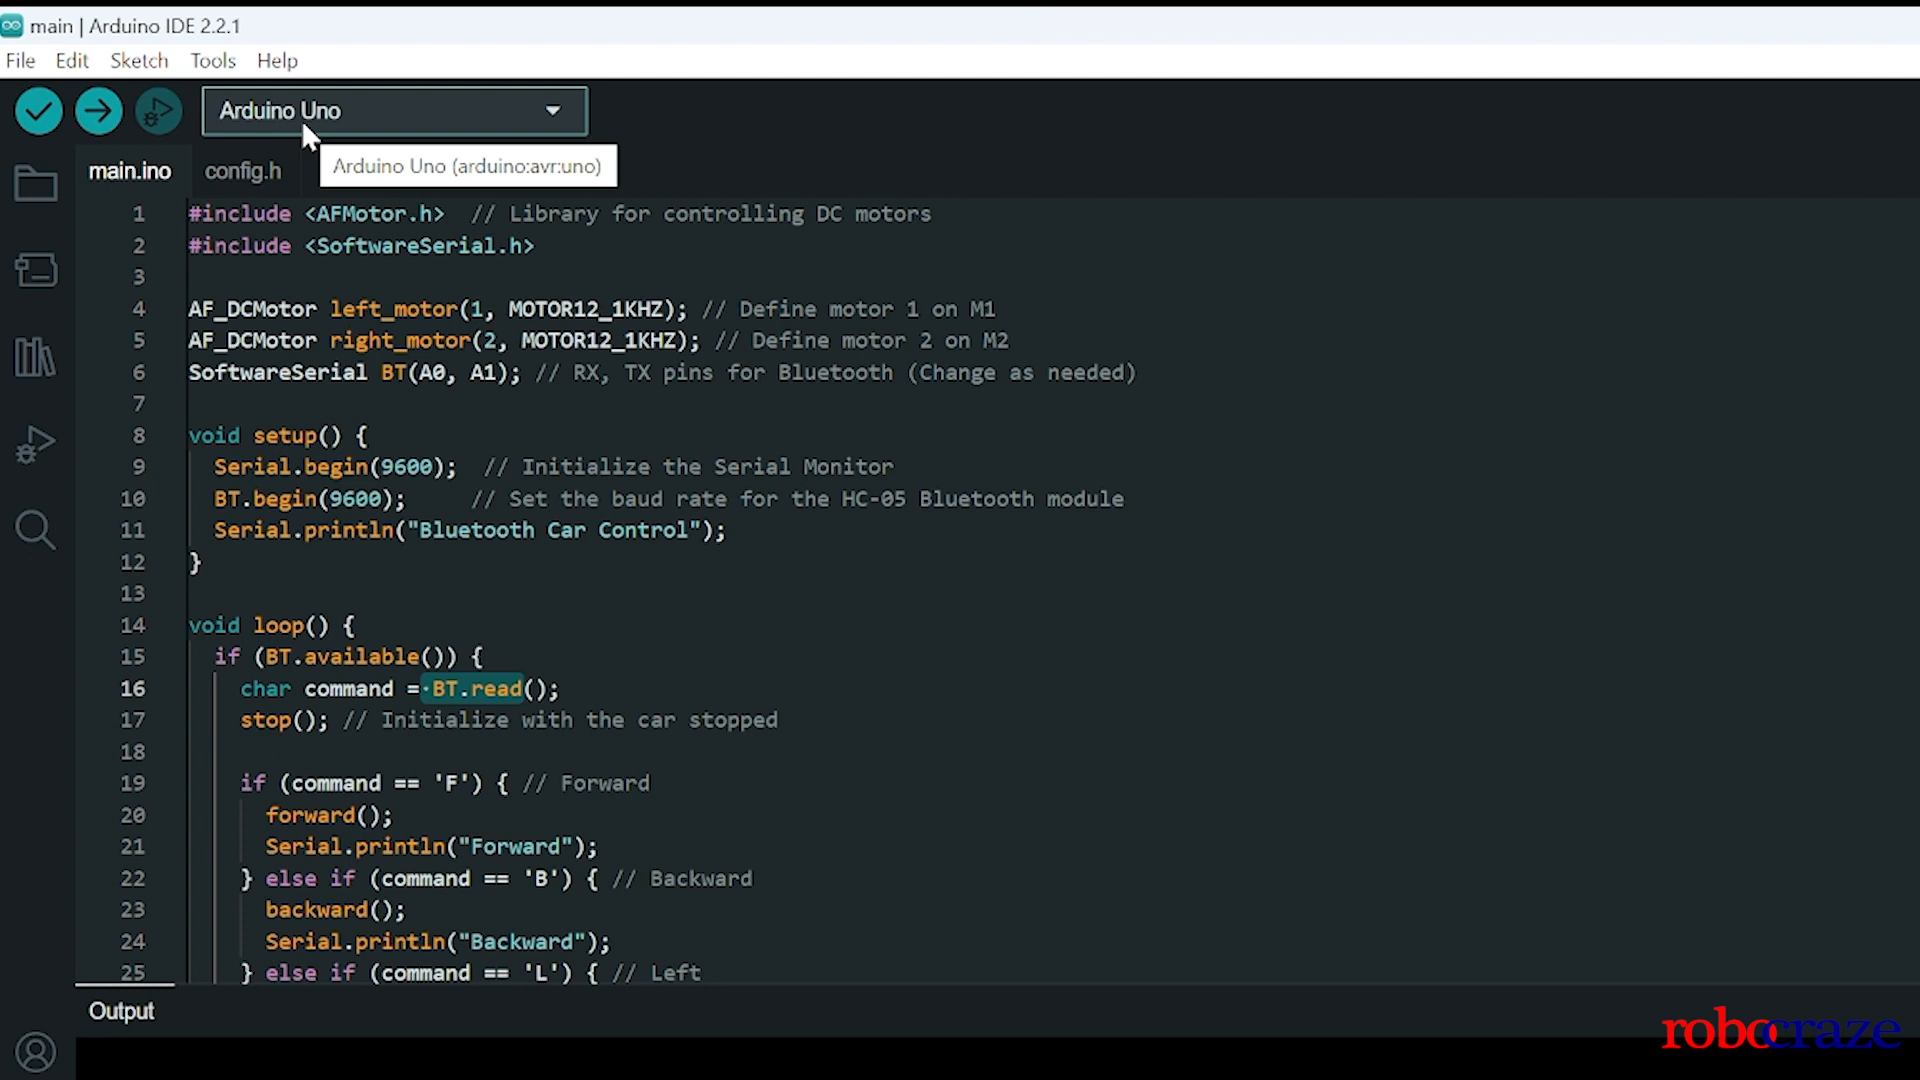 main | Arduino IDE 2.2.1
File Edit Sketch Tools Help
Arduino Uno
Arduino Uno (arduino:avr:uno)
main.ino config.h
1 #include <AFMotor.h> // Library for controlling DC motors
2 #include <SoftwareSerial.h>
3
4 AF_DCMotor left_motor(1, MOTOR12_1KHZ); // Define motor 1 on M1
5 AF_DCMotor right_motor(2, MOTOR12_1KHZ); // Define motor 2 on M2
6 SoftwareSerial BT(A0, A1); // RX, TX pins for Bluetooth (Change as needed)
7
8 void setup() {
9 Serial.begin(9600); // Initialize the Serial Monitor
10 BT.begin(9600); // Set the baud rate for the HC-05 Bluetooth module
11 Serial.println("Bluetooth Car Control");
12 }
13
14 void loop() {
15 if (BT.available()) {
16 char command =·BT.read();
17 stop(); // Initialize with the car stopped
18
19 if (command == 'F') { // Forward
20 forward();
21 Serial.println("Forward");
22 } else if (command == 'B') { // Backward
23 backward();
24 Serial.println("Backward");
25 } else if (command == 'L') { // Left
Output
robocraze